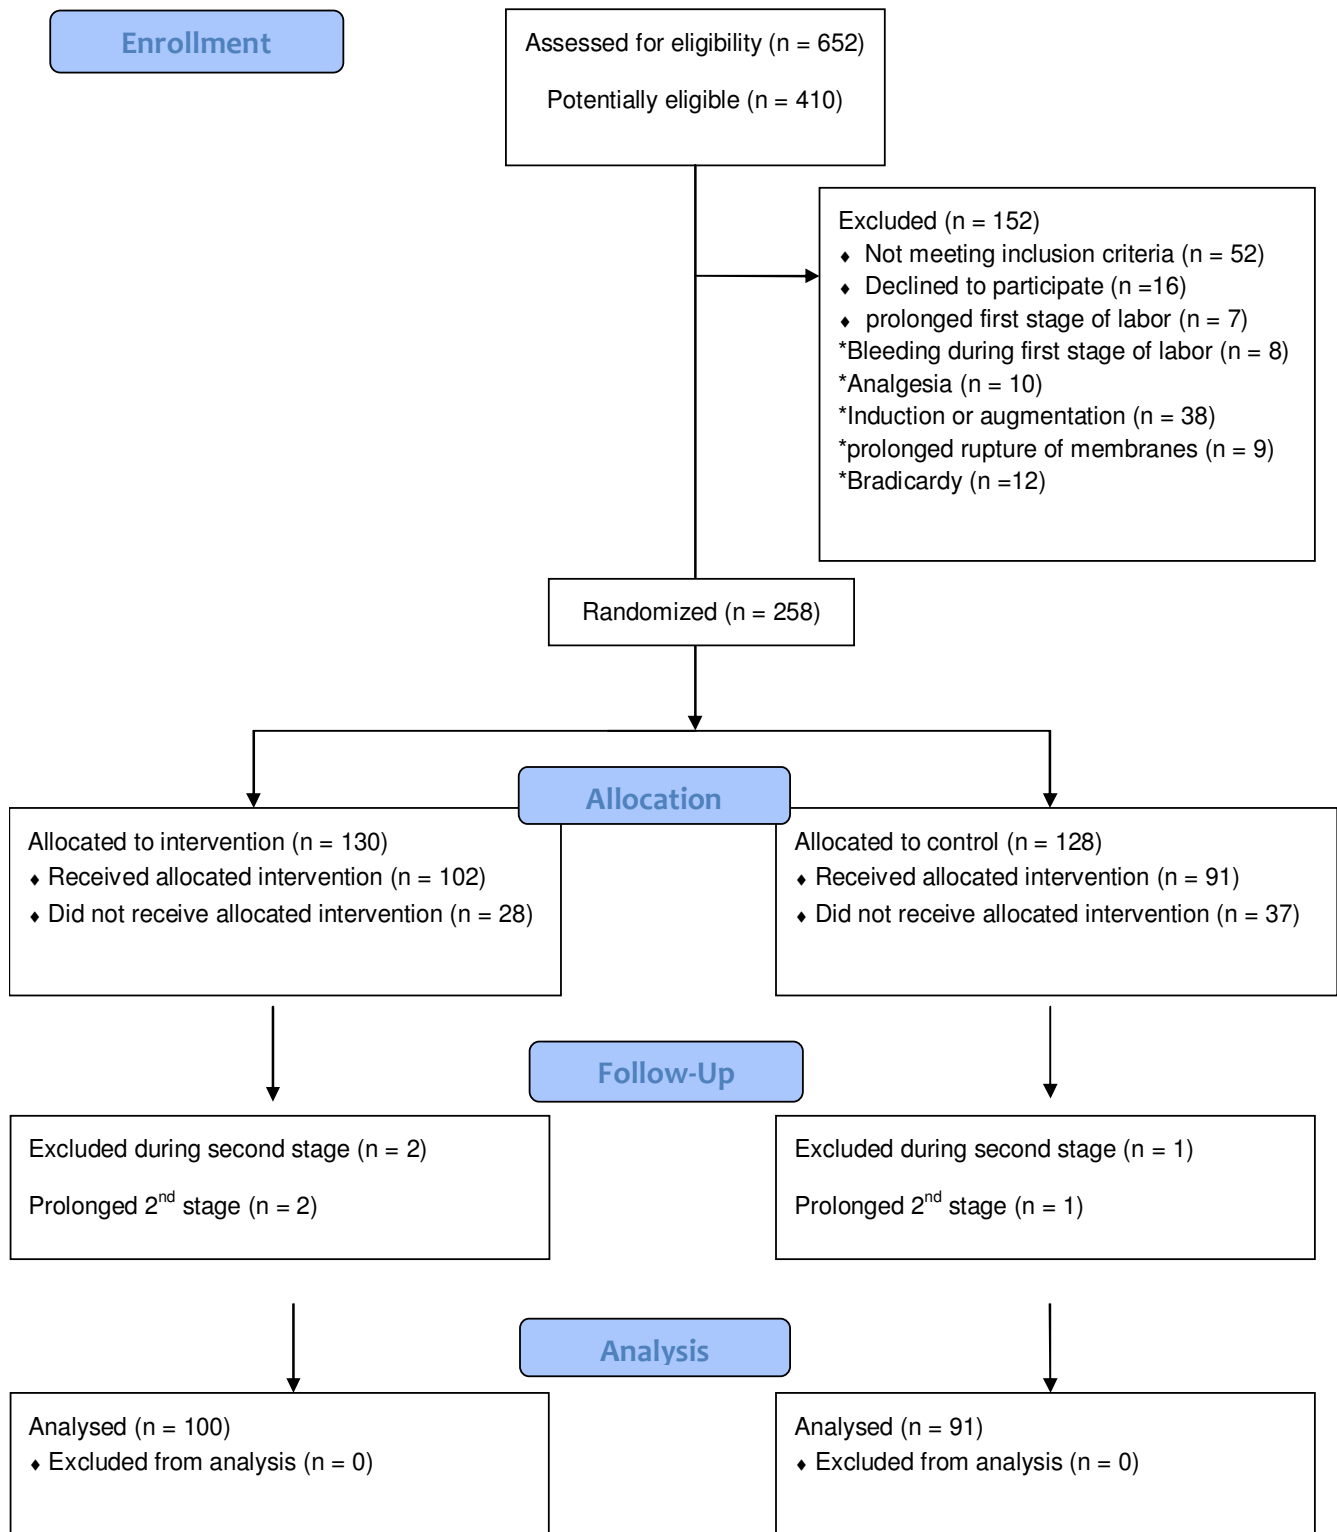 Enrollment
Assessed for eligibility (n = 652)
Potentially eligible (n = 410)
Excluded (n = 152)
⬧ Not meeting inclusion criteria (n = 52)
⬧ Declined to participate (n =16)
⬧ prolonged first stage of labor (n = 7)
*Bleeding during first stage of labor (n = 8)
*Analgesia (n = 10)
*Induction or augmentation (n = 38)
*prolonged rupture of membranes (n = 9)
*Bradicardy (n =12)
Randomized (n = 258)
Allocation
Allocated to intervention (n = 130)
⬧ Received allocated intervention (n = 102)
⬧ Did not receive allocated intervention (n = 28)
Allocated to control (n = 128)
⬧ Received allocated intervention (n = 91)
⬧ Did not receive allocated intervention (n = 37)
Follow-Up
Excluded during second stage (n = 2)
Prolonged 2nd stage (n = 2)
Excluded during second stage (n = 1)
Prolonged 2nd stage (n = 1)
Analysis
Analysed (n = 100)
⬧ Excluded from analysis (n = 0)
Analysed (n = 91)
⬧ Excluded from analysis (n = 0)